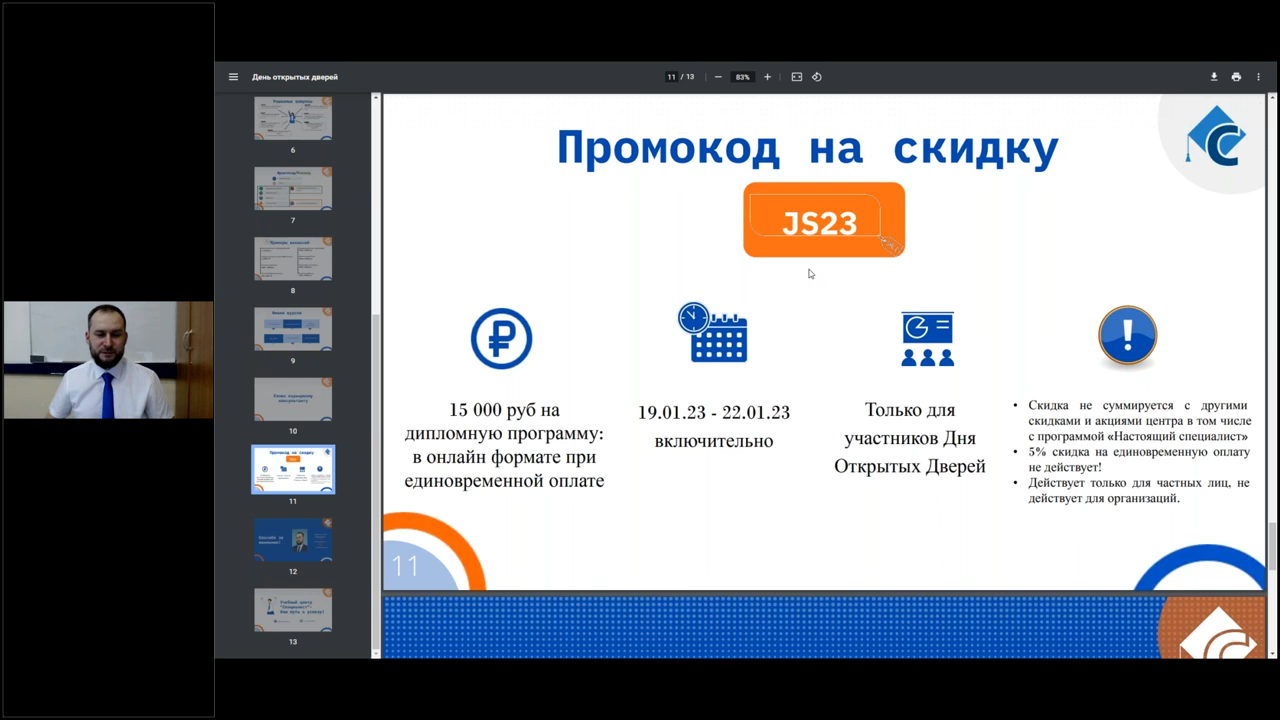 День открытых дверей
11 / 13
83%
6
7
8
9
10
11
12
13
Промокод на скидку
JS23
15 000 руб на
дипломную программу:
в онлайн формате при
единовременной оплате
19.01.23 - 22.01.23
включительно
Только для
участников Дня
Открытых Дверей
• Скидка не суммируется с другими
скидками и акциями центра в том числе
с программой «Настоящий специалист»
• 5% скидка на единовременную оплату
не действует!
• Действует только для частных лиц, не
действует для организаций.
11